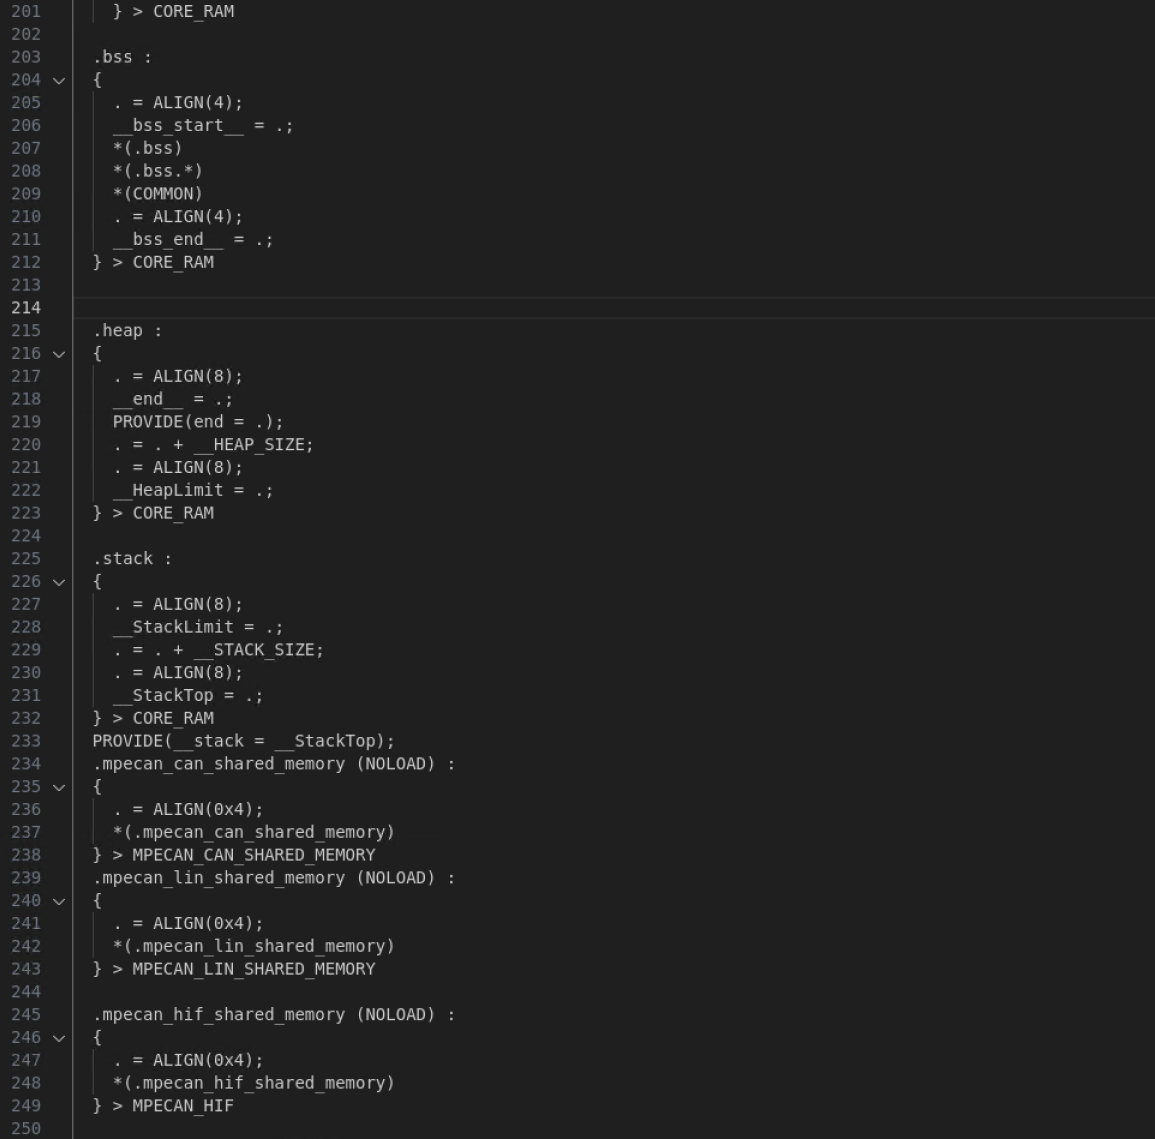 201 } > CORE_RAM
202
203 .bss :
204 {
205 . = ALIGN(4);
206 __bss_start__ = .;
207 *(.bss)
208 *(.bss.*)
209 *(COMMON)
210 . = ALIGN(4);
211 __bss_end__ = .;
212 } > CORE_RAM
213
214
215 .heap :
216 {
217 . = ALIGN(8);
218 __end__ = .;
219 PROVIDE(end = .);
220 . = . + __HEAP_SIZE;
221 . = ALIGN(8);
222 __HeapLimit = .;
223 } > CORE_RAM
224
225 .stack :
226 {
227 . = ALIGN(8);
228 __StackLimit = .;
229 . = . + __STACK_SIZE;
230 . = ALIGN(8);
231 __StackTop = .;
232 } > CORE_RAM
233 PROVIDE(__stack = __StackTop);
234 .mpecan_can_shared_memory (NOLOAD) :
235 {
236 . = ALIGN(0x4);
237 *(.mpecan_can_shared_memory)
238 } > MPECAN_CAN_SHARED_MEMORY
239 .mpecan_lin_shared_memory (NOLOAD) :
240 {
241 . = ALIGN(0x4);
242 *(.mpecan_lin_shared_memory)
243 } > MPECAN_LIN_SHARED_MEMORY
244
245 .mpecan_hif_shared_memory (NOLOAD) :
246 {
247 . = ALIGN(0x4);
248 *(.mpecan_hif_shared_memory)
249 } > MPECAN_HIF
250